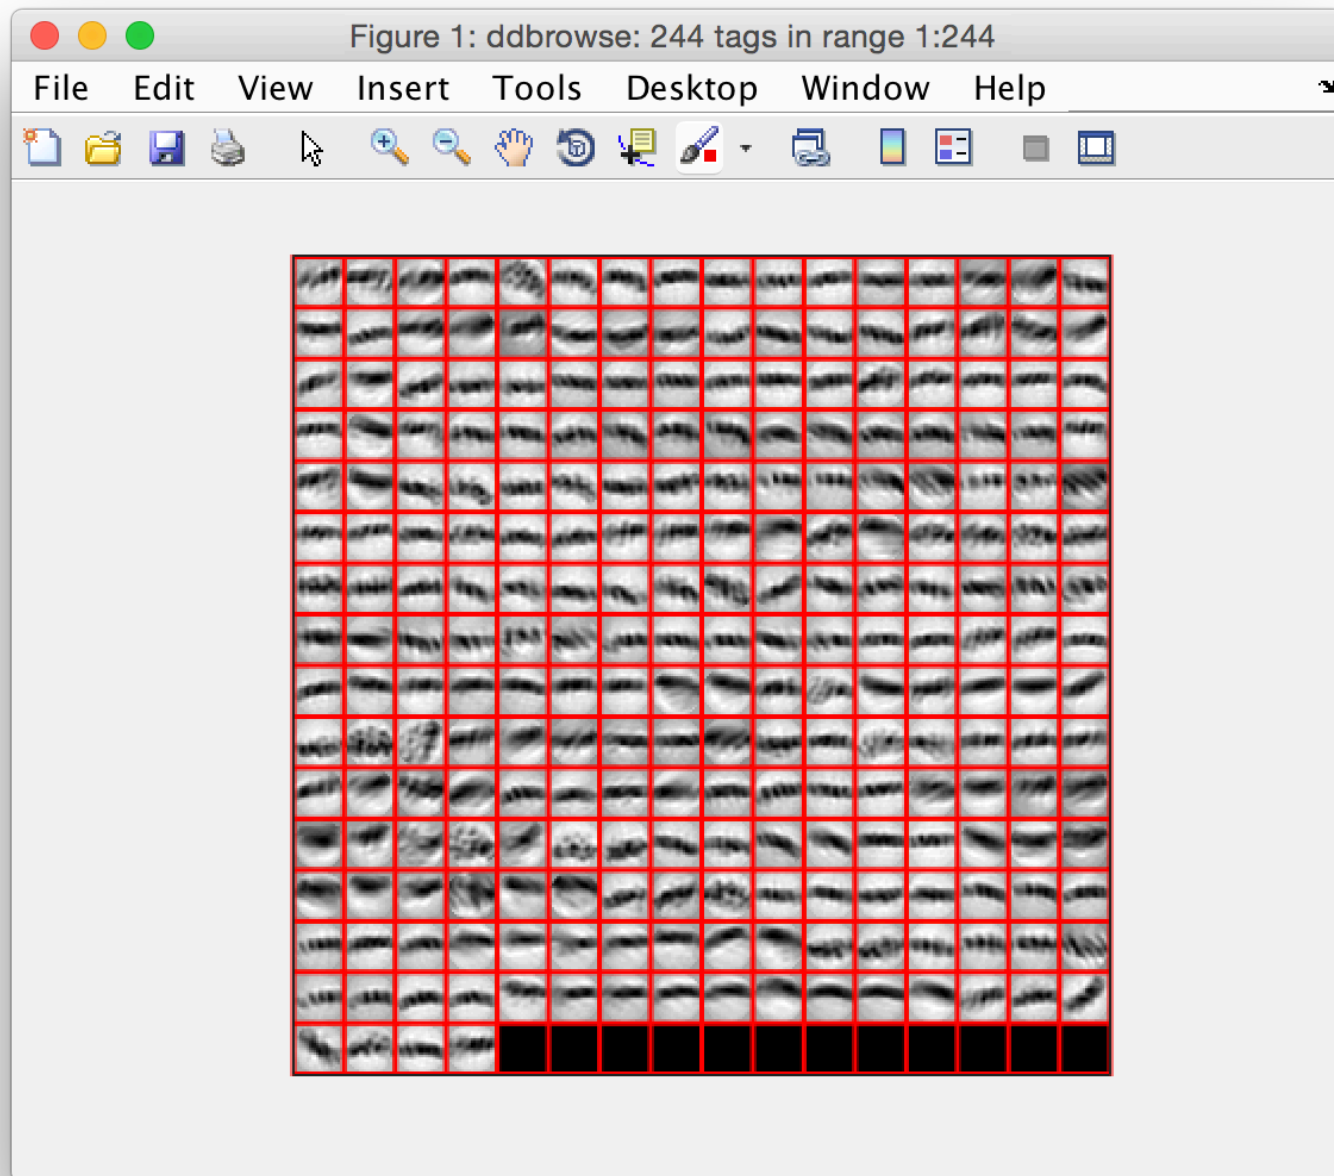 Figure 1: ddbrowse: 244 tags in range 1:244
File Edit View Insert Tools Desktop Window Help